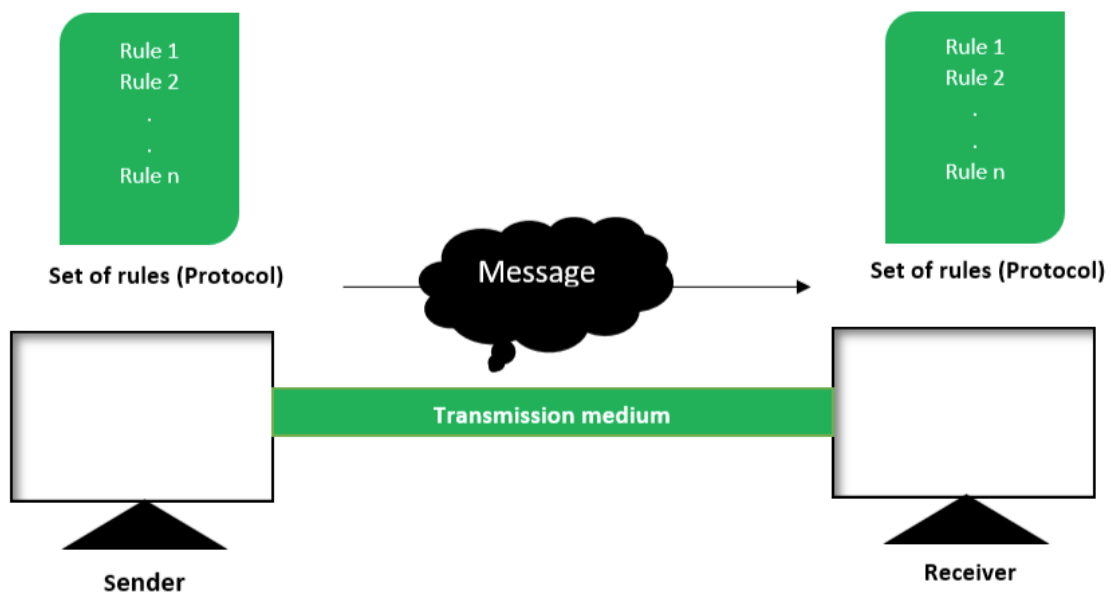 Rule 1
Rule 2
.
.
Rule n
Set of rules (Protocol)
Rule 1
Rule 2
.
.
Rule n
Set of rules (Protocol)
Message
Transmission medium
Sender
Receiver